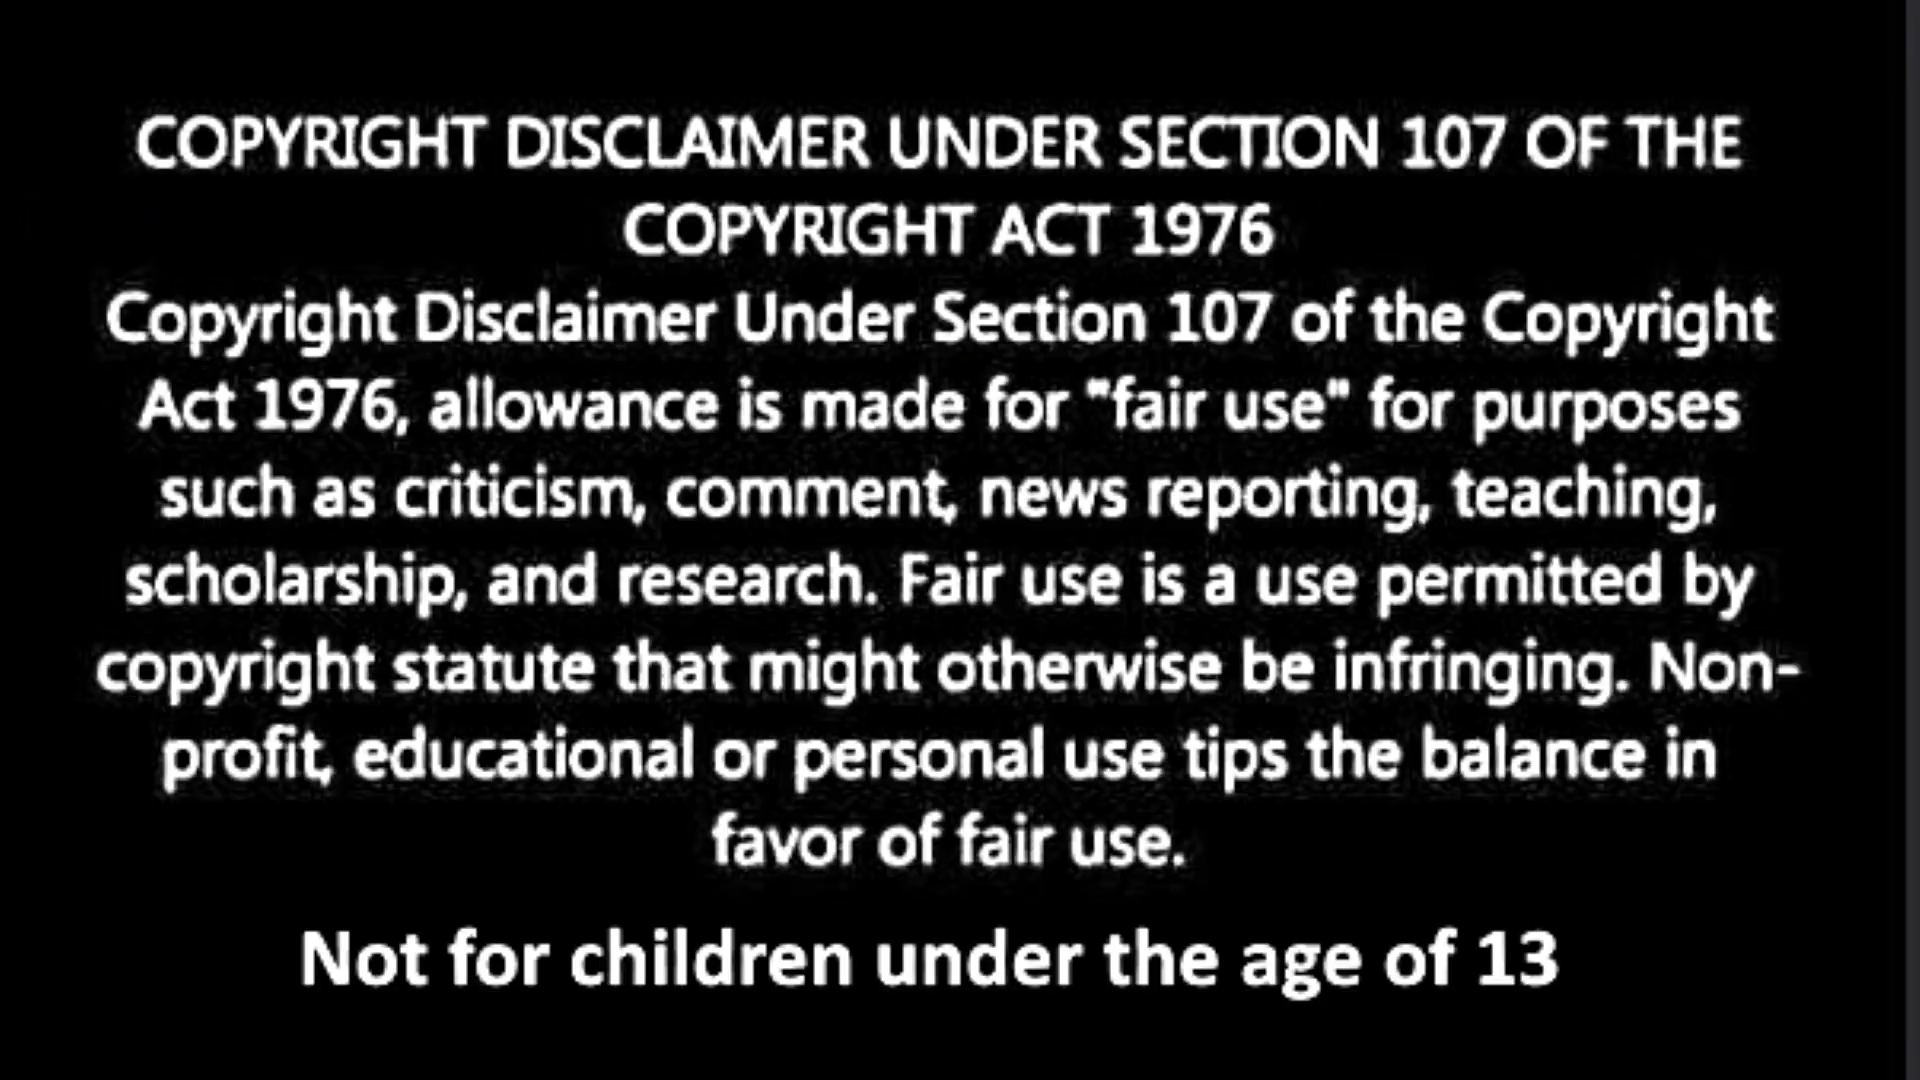 COPYRIGHT DISCLAIMER UNDER SECTION 107 OF THE
COPYRIGHT ACT 1976
Copyright Disclaimer Under Section 107 of the Copyright
Act 1976, allowance is made for "fair use" for purposes
such as criticism, comment, news reporting, teaching,
scholarship, and research. Fair use is a use permitted by
copyright statute that might otherwise be infringing. Non-
profit, educational or personal use tips the balance in
favor of fair use.
Not for children under the age of 13